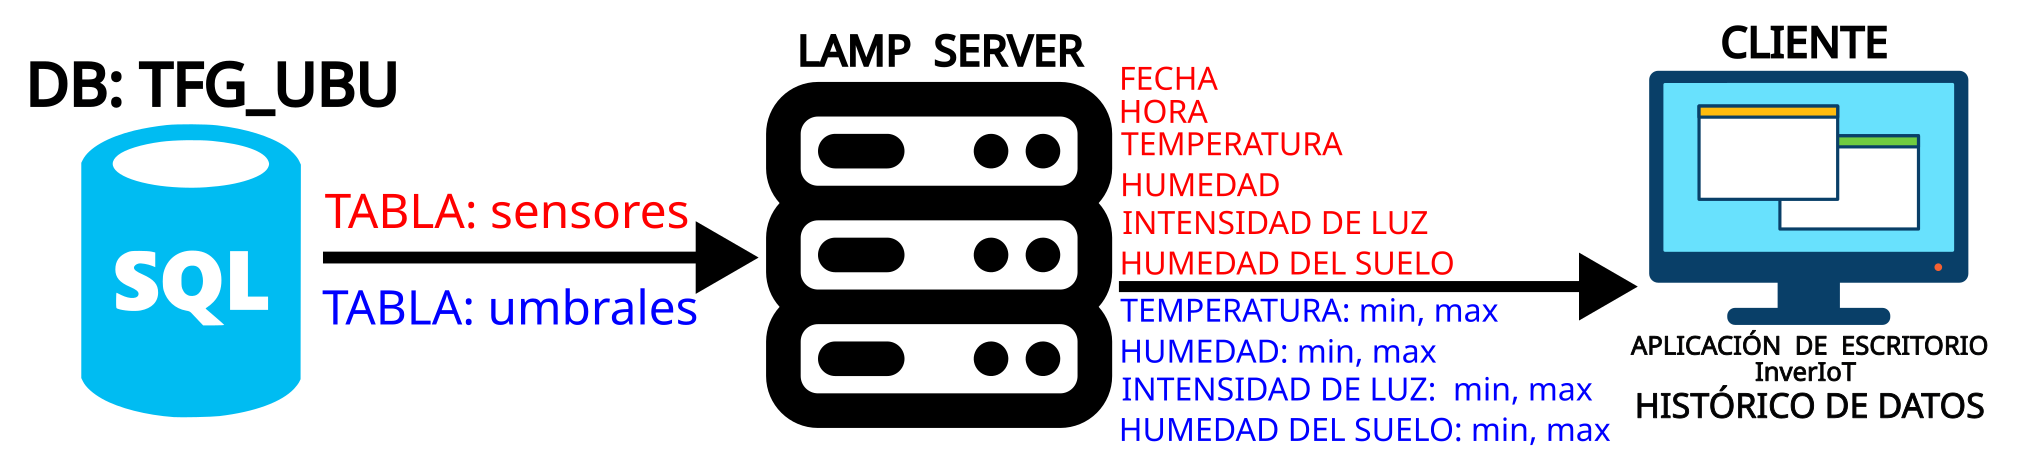 DB: TFG_UBU
SQL
TABLA: sensores
TABLA: umbrales
LAMP SERVER
FECHA
HORA
TEMPERATURA
HUMEDAD
INTENSIDAD DE LUZ
HUMEDAD DEL SUELO
TEMPERATURA: min, max
HUMEDAD: min, max
INTENSIDAD DE LUZ: min, max
HUMEDAD DEL SUELO: min, max
CLIENTE
APLICACIÓN DE ESCRITORIO
InverIoT
HISTÓRICO DE DATOS